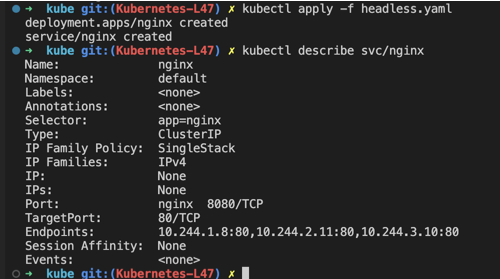 ➜ kube git:(Kubernetes-L47) ✗ kubectl apply -f headless.yaml
deployment.apps/nginx created
service/nginx created
➜ kube git:(Kubernetes-L47) ✗ kubectl describe svc/nginx
Name: nginx
Namespace: default
Labels: <none>
Annotations: <none>
Selector: app=nginx
Type: ClusterIP
IP Family Policy: SingleStack
IP Families: IPv4
IP: None
IPs: None
Port: nginx 8080/TCP
TargetPort: 80/TCP
Endpoints: 10.244.1.8:80,10.244.2.11:80,10.244.3.10:80
Session Affinity: None
Events: <none>
➜ kube git:(Kubernetes-L47) ✗